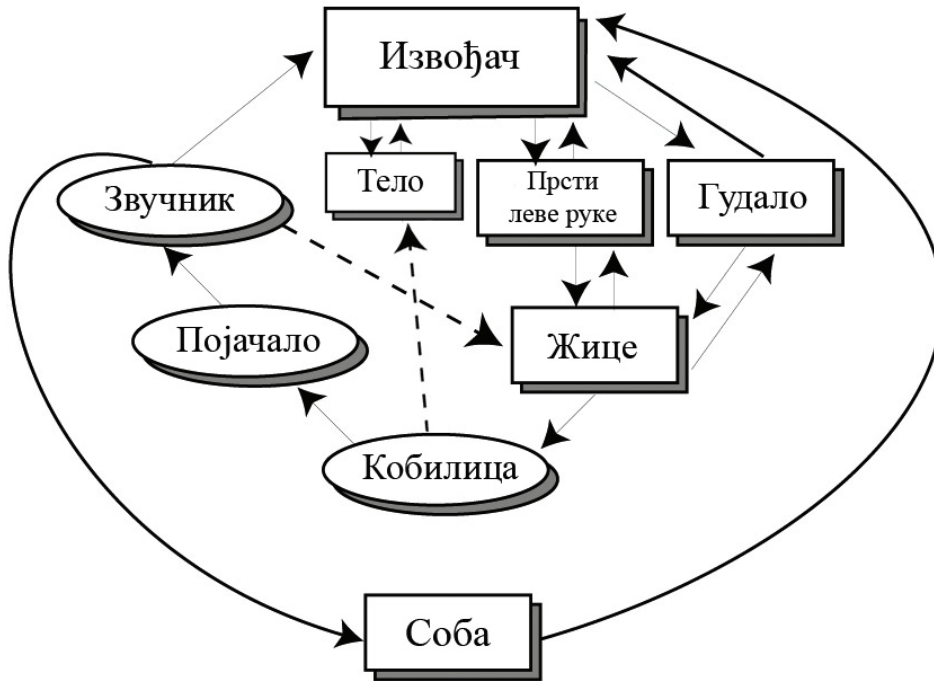 Извођач
Звучник
Тело
Прсти
леве руке
Гудало
Појачало
Жице
Кобилица
Соба